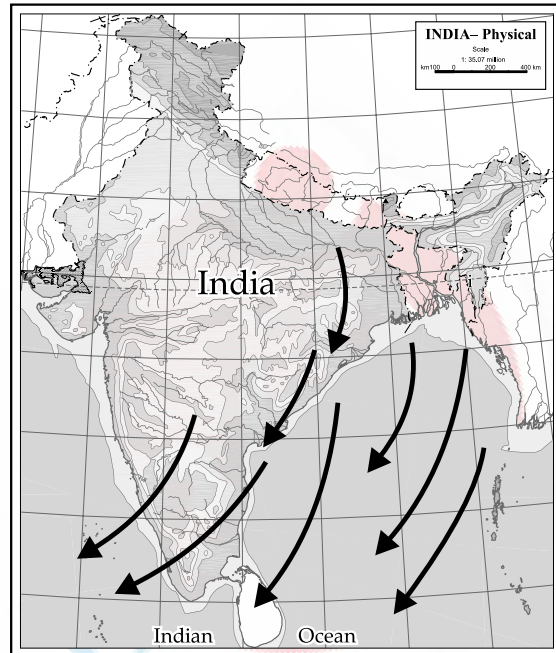 INDIA– Physical
Scale
1: 35.07 million
km100 0 200 400 km
India
Indian Ocean